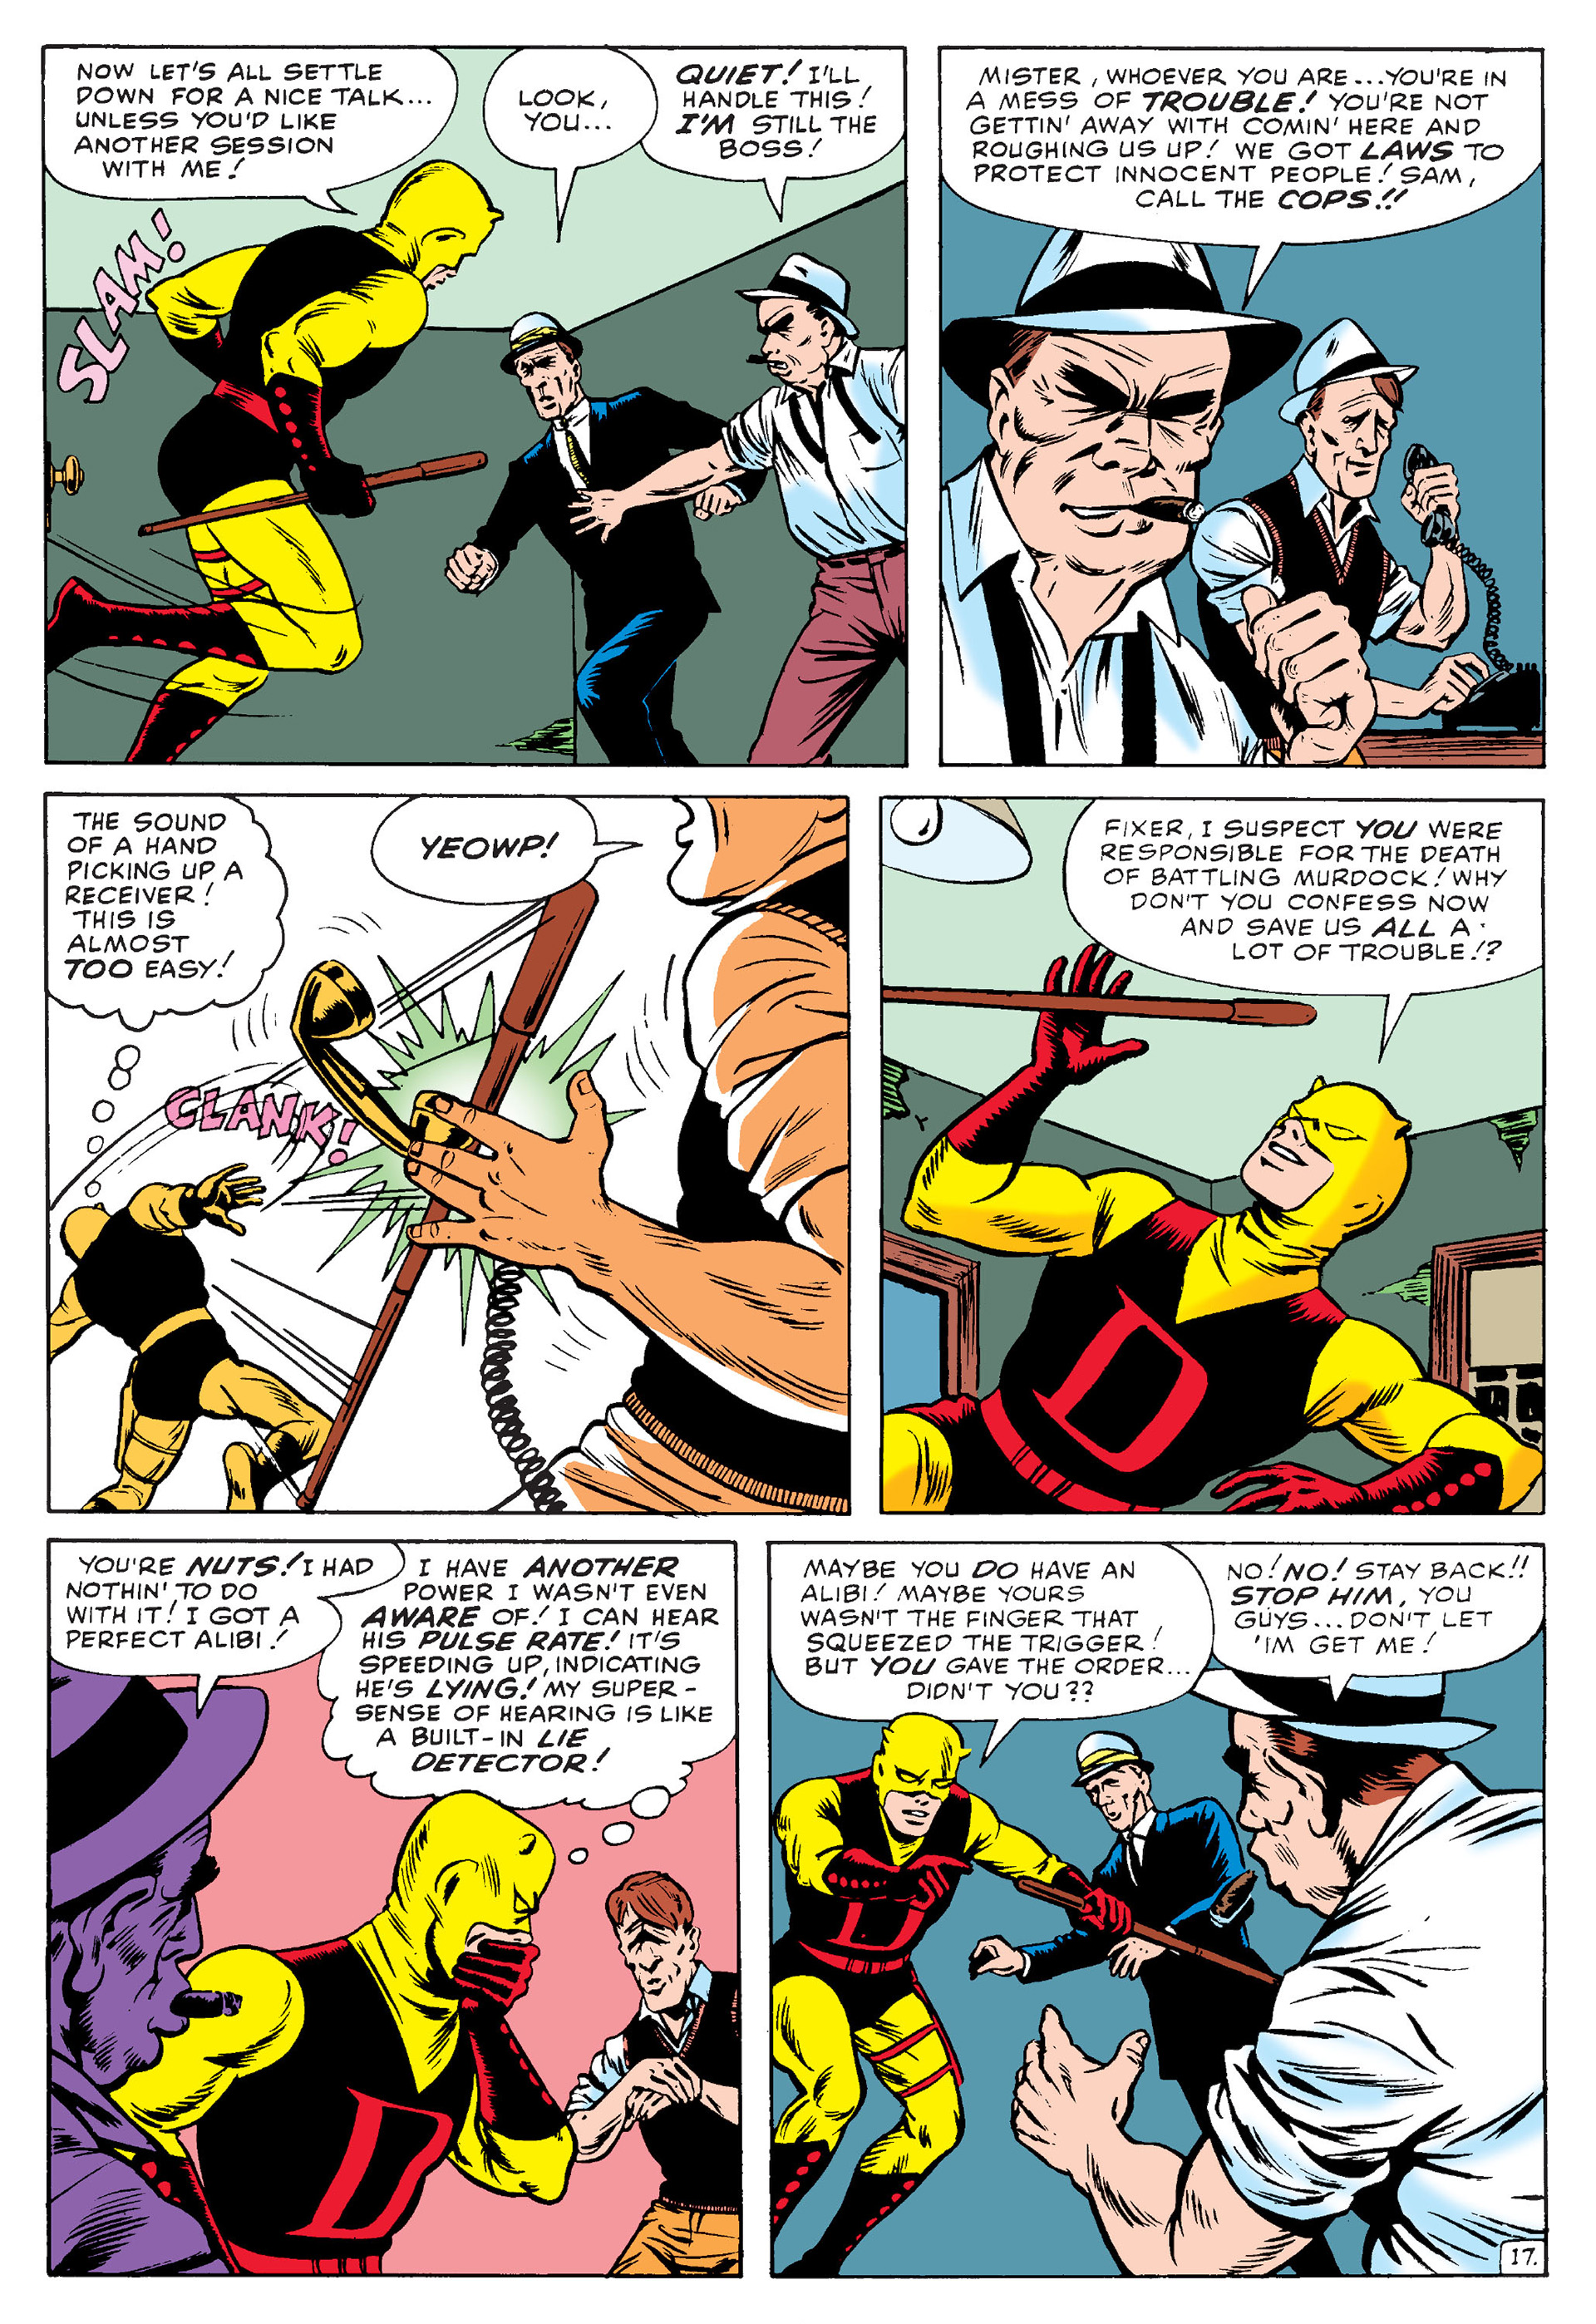 NOW LET'S ALL SETTLE
DOWN FOR A NICE TALK...
UNLESS YOU'D LIKE
ANOTHER SESSION
WITH ME!
LOOK,
YOU...
QUIET! I'LL
HANDLE THIS!
I'M STILL THE
BOSS!
SLAM!
MISTER, WHOEVER YOU ARE...YOU'RE IN
A MESS OF TROUBLE! YOU'RE NOT
GETTIN' AWAY WITH COMIN' HERE AND
ROUGHING US UP! WE GOT LAWS TO
PROTECT INNOCENT PEOPLE! SAM,
CALL THE COPS!!
THE SOUND
OF A HAND
PICKING UP A
RECEIVER!
THIS IS
ALMOST
TOO EASY!
YEOWP!
CLANK!
FIXER, I SUSPECT YOU WERE
RESPONSIBLE FOR THE DEATH
OF BATTLING MURDOCK! WHY
DON'T YOU CONFESS NOW
AND SAVE US ALL A
LOT OF TROUBLE!?
D
YOU'RE NUTS! I HAD
NOTHIN' TO DO
WITH IT! I GOT A
PERFECT ALIBI!
I HAVE ANOTHER
POWER I WASN'T EVEN
AWARE OF! I CAN HEAR
HIS PULSE RATE! IT'S
SPEEDING UP, INDICATING
HE'S LYING! MY SUPER-
SENSE OF HEARING IS LIKE
A BUILT-IN LIE
DETECTOR!
D
MAYBE YOU DO HAVE AN
ALIBI! MAYBE YOURS
WASN'T THE FINGER THAT
SQUEEZED THE TRIGGER!
BUT YOU GAVE THE ORDER...
DIDN'T YOU??
NO! NO! STAY BACK!!
STOP HIM, YOU
GUYS... DON'T LET
'IM GET ME!
D
17.